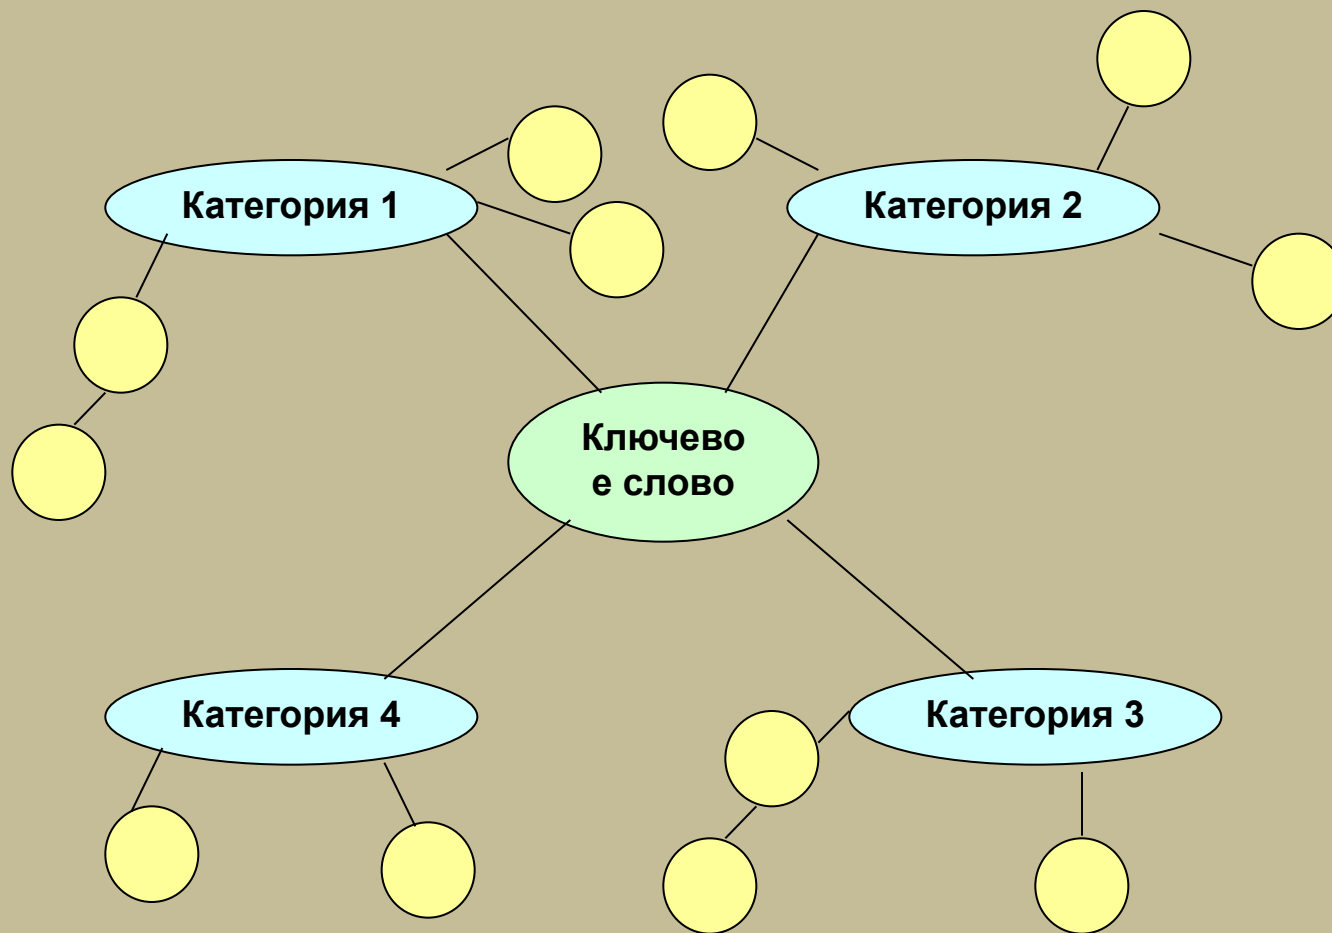 Категория 1
Категория 2
Ключево
е слово
Категория 4
Категория 3